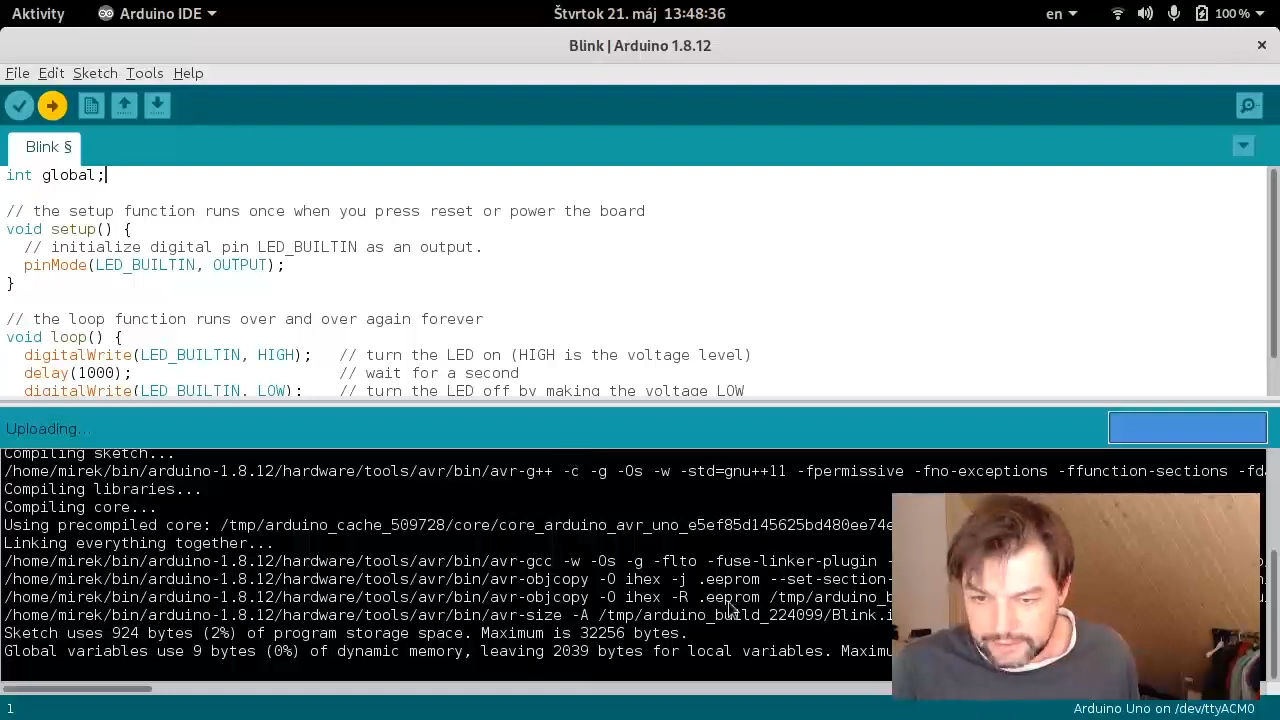 Aktivity
Arduino IDE
Štvrtok 21. máj  13:48:36
en
100 %
Blink | Arduino 1.8.12
File Edit Sketch Tools Help
Blink §
int global;
// the setup function runs once when you press reset or power the board
void setup() {
  // initialize digital pin LED_BUILTIN as an output.
  pinMode(LED_BUILTIN, OUTPUT);
}
// the loop function runs over and over again forever
void loop() {
  digitalWrite(LED_BUILTIN, HIGH);   // turn the LED on (HIGH is the voltage level)
  delay(1000);                       // wait for a second
  digitalWrite(LED_BUILTIN, LOW);    // turn the LED off by making the voltage LOW
Uploading...
Compiling sketch...
/home/mirek/bin/arduino-1.8.12/hardware/tools/avr/bin/avr-g++ -c -g -Os -w -std=gnu++11 -fpermissive -fno-exceptions -ffunction-sections -fd
Compiling libraries...
Compiling core...
Using precompiled core: /tmp/arduino_cache_509728/core/core_arduino_avr_uno_e5ef85d145625bd480ee74e
Linking everything together...
/home/mirek/bin/arduino-1.8.12/hardware/tools/avr/bin/avr-gcc -w -Os -g -flto -fuse-linker-plugin -
/home/mirek/bin/arduino-1.8.12/hardware/tools/avr/bin/avr-objcopy -O ihex -j .eeprom --set-section-
/home/mirek/bin/arduino-1.8.12/hardware/tools/avr/bin/avr-objcopy -O ihex -R .eeprom /tmp/arduino_b
/home/mirek/bin/arduino-1.8.12/hardware/tools/avr/bin/avr-size -A /tmp/arduino_build_224099/Blink.i
Sketch uses 924 bytes (2%) of program storage space. Maximum is 32256 bytes.
Global variables use 9 bytes (0%) of dynamic memory, leaving 2039 bytes for local variables. Maximu
1
Arduino Uno on /dev/ttyACM0